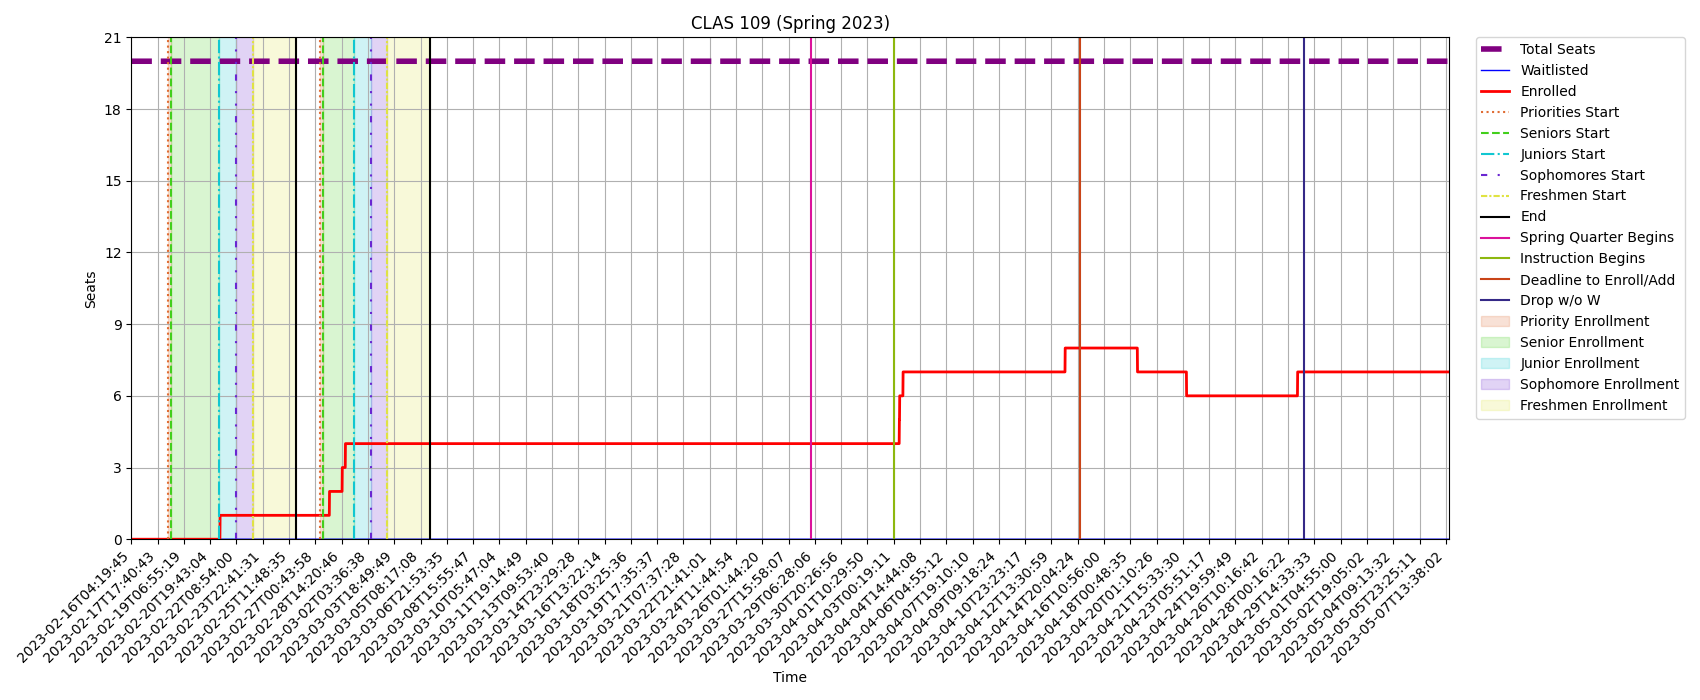 CLAS 109 (Spring 2023)
21
18
15
12
9
6
3
0
Seats
2023-02-16T04:19:45
2023-02-17T17:40:43
2023-02-19T06:55:19
2023-02-20T19:43:04
2023-02-22T08:54:00
2023-02-23T22:41:31
2023-02-25T11:48:35
2023-02-27T00:43:58
2023-02-28T14:20:46
2023-03-02T03:36:38
2023-03-03T18:49:49
2023-03-05T08:17:08
2023-03-06T21:53:35
2023-03-08T15:55:47
2023-03-10T05:47:04
2023-03-11T19:14:49
2023-03-13T09:53:40
2023-03-14T23:29:28
2023-03-16T13:22:14
2023-03-18T03:25:36
2023-03-19T17:35:37
2023-03-21T07:37:28
2023-03-22T21:41:01
2023-03-24T11:44:54
2023-03-26T01:44:20
2023-03-27T15:58:07
2023-03-29T06:28:06
2023-03-30T20:26:56
2023-04-01T10:29:50
2023-04-03T00:19:11
2023-04-04T14:44:08
2023-04-06T04:55:12
2023-04-07T19:10:10
2023-04-09T09:18:24
2023-04-10T23:23:17
2023-04-12T13:30:59
2023-04-14T20:04:24
2023-04-16T10:56:00
2023-04-18T00:48:35
2023-04-20T01:10:26
2023-04-21T15:33:30
2023-04-23T05:51:17
2023-04-24T19:59:49
2023-04-26T10:16:42
2023-04-28T00:16:22
2023-04-29T14:33:33
2023-05-01T04:55:00
2023-05-02T19:05:02
2023-05-04T09:13:32
2023-05-05T23:25:11
2023-05-07T13:38:02
Time
Total Seats
Waitlisted
Enrolled
Priorities Start
Seniors Start
Juniors Start
Sophomores Start
Freshmen Start
End
Spring Quarter Begins
Instruction Begins
Deadline to Enroll/Add
Drop w/o W
Priority Enrollment
Senior Enrollment
Junior Enrollment
Sophomore Enrollment
Freshmen Enrollment